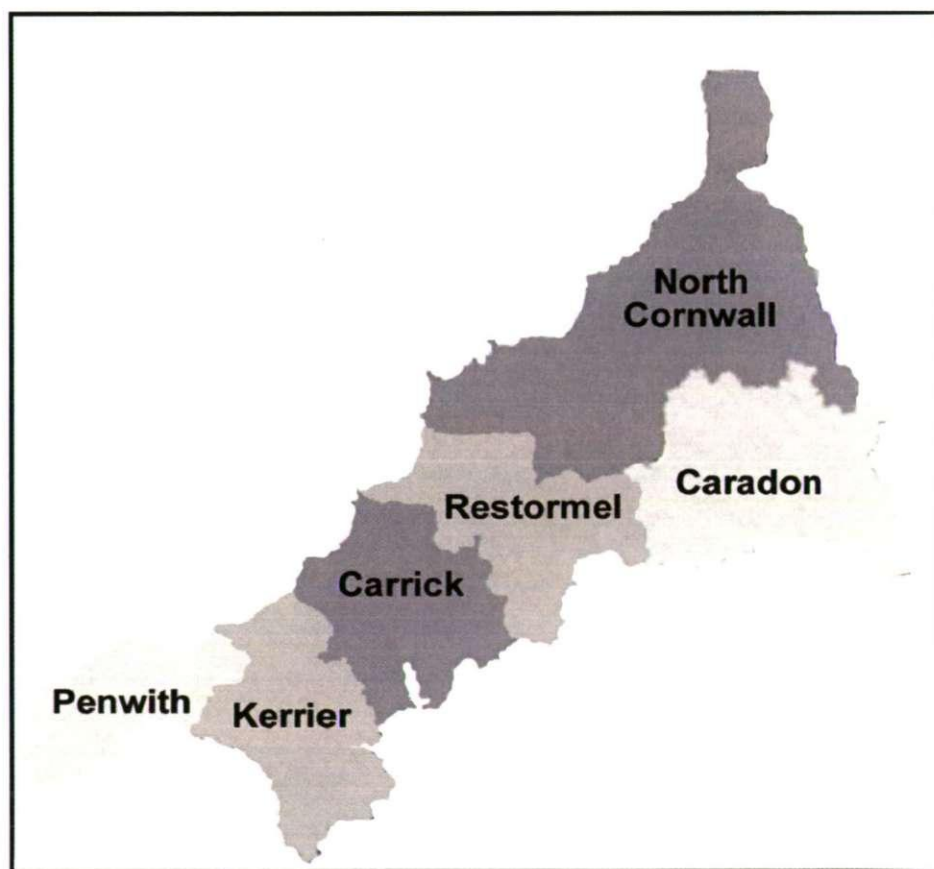 North
Cornwall
Caradon
Restormel
Carrick
Penwith
Kerrier